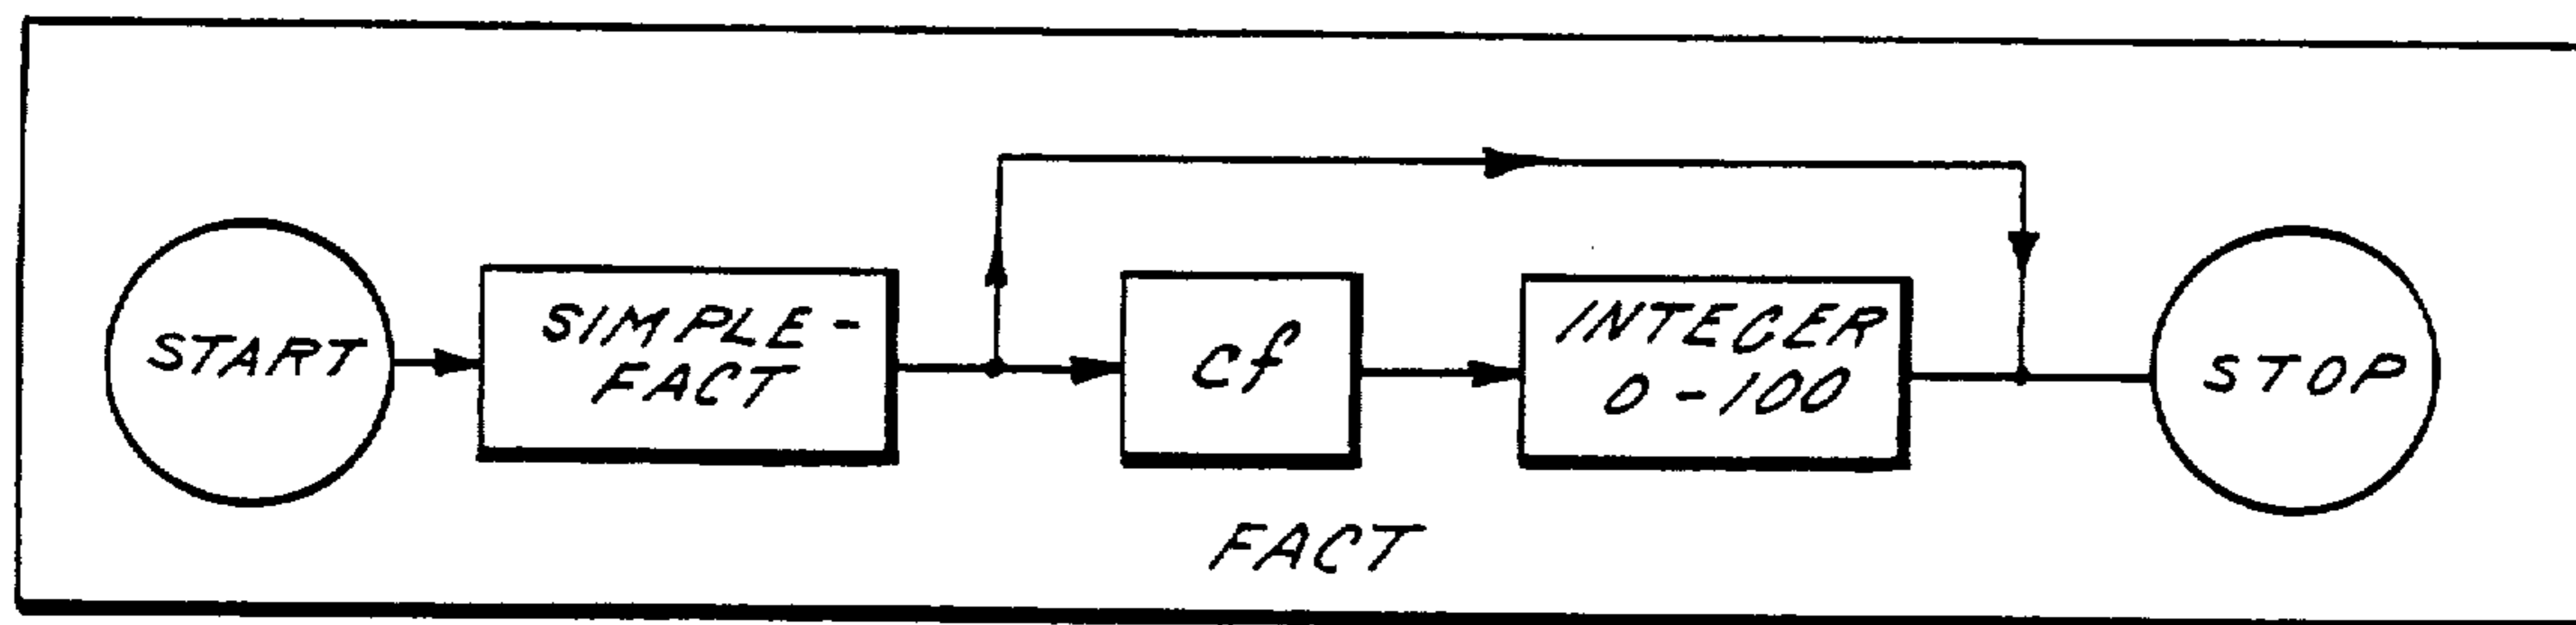 START
SIMPLE-
FACT
cf
INTEGER
0-100
STOP
FACT